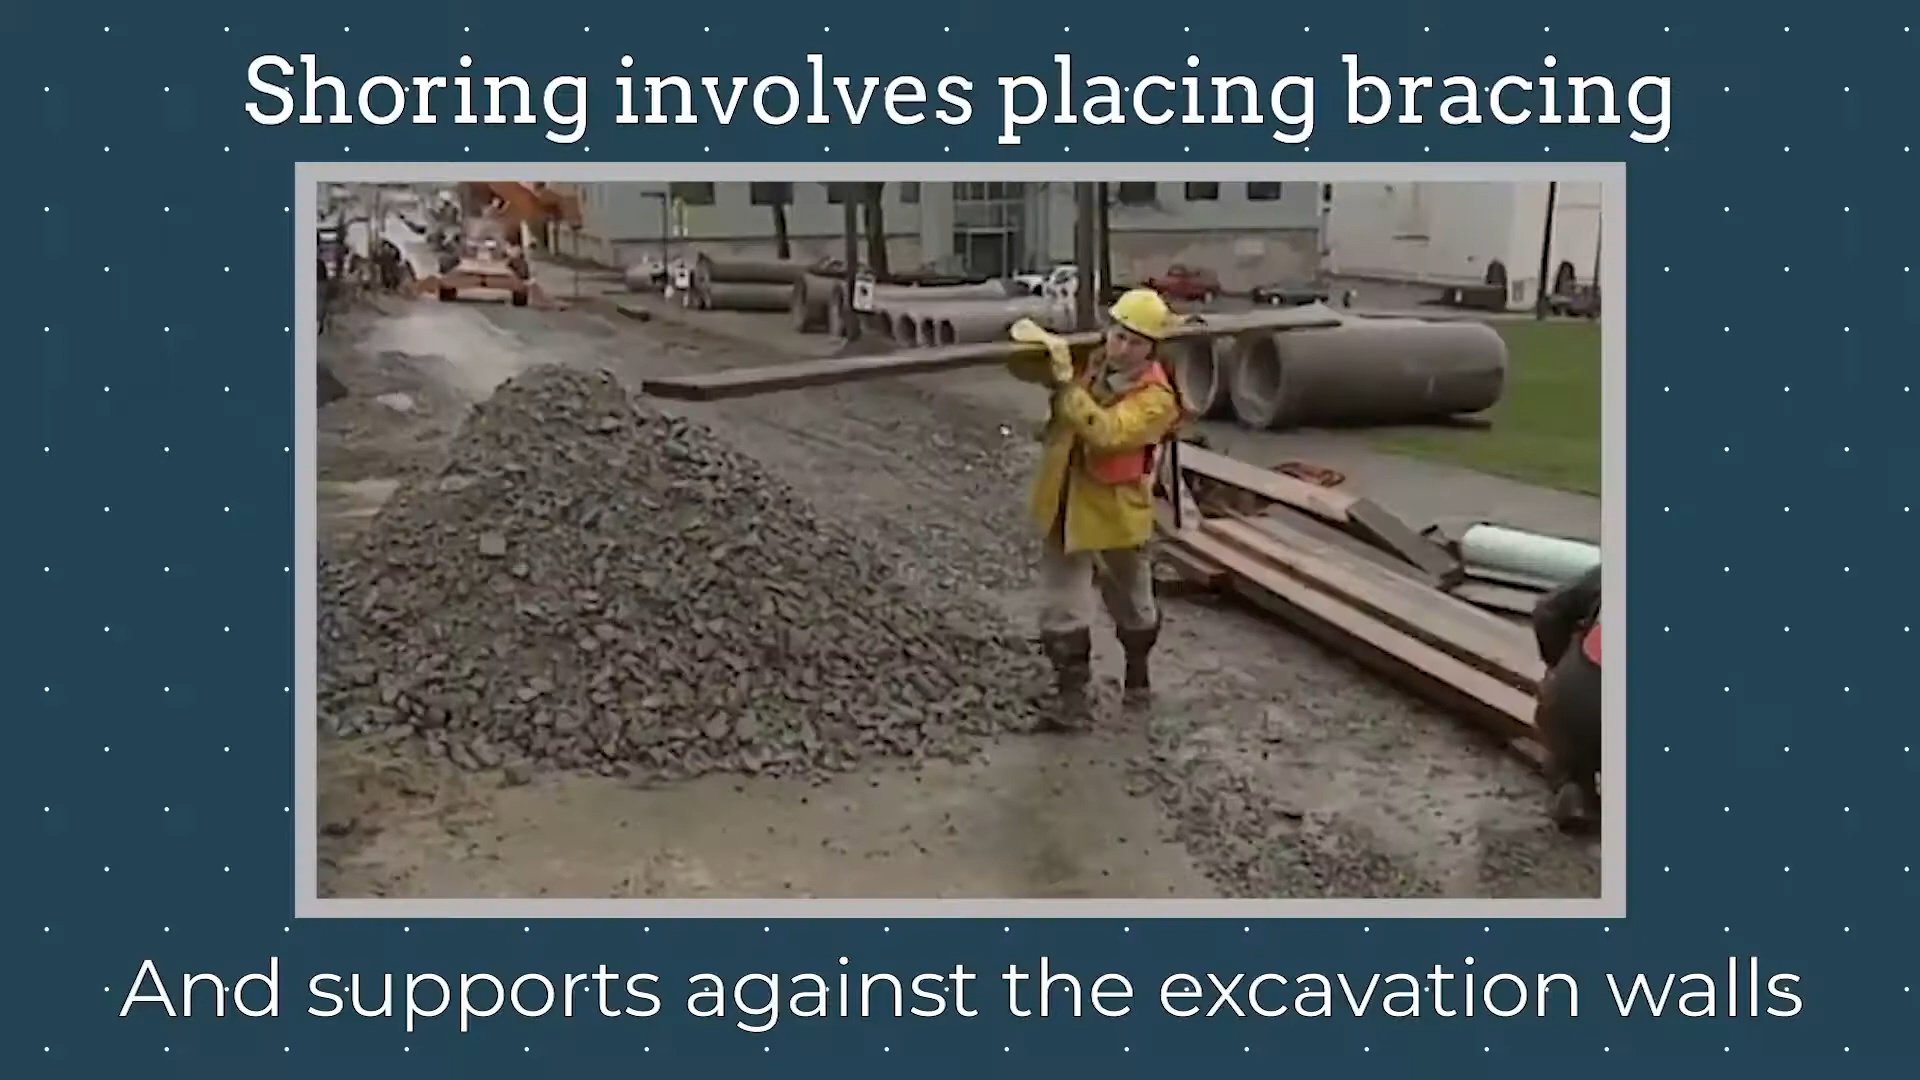 Shoring involves placing bracing
And supports against the excavation walls